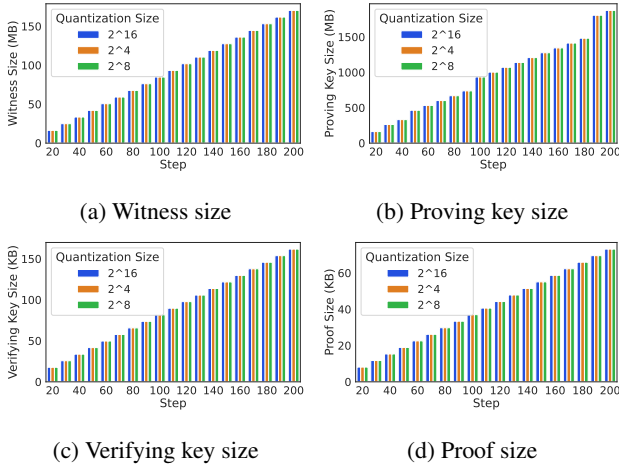 Quantization Size
2^16
2^4
2^8
Witness Size (MB)
150
100
50
0
20 40 60 80 100 120 140 160 180 200
Step
(a) Witness size
Quantization Size
2^16
2^4
2^8
Proving Key Size (MB)
1500
1000
500
0
20 40 60 80 100 120 140 160 180 200
Step
(b) Proving key size
Quantization Size
2^16
2^4
2^8
Verifying Key Size (KB)
150
100
50
0
20 40 60 80 100 120 140 160 180 200
Step
(c) Verifying key size
Quantization Size
2^16
2^4
2^8
Proof Size (KB)
60
40
20
0
20 40 60 80 100 120 140 160 180 200
Step
(d) Proof size